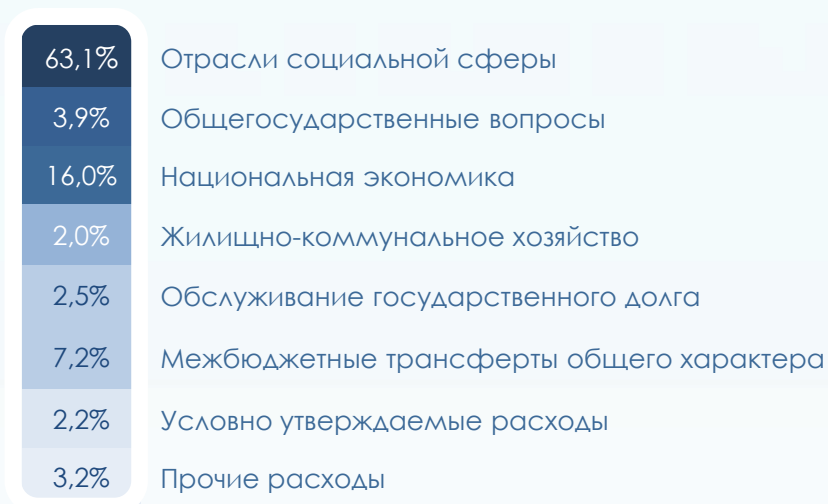 63,1% Отрасли социальной сферы
3,9% Общегосударственные вопросы
16,0% Национальная экономика
2,0% Жилищно-коммунальное хозяйство
2,5% Обслуживание государственного долга
7,2% Межбюджетные трансферты общего характера
2,2% Условно утверждаемые расходы
3,2% Прочие расходы